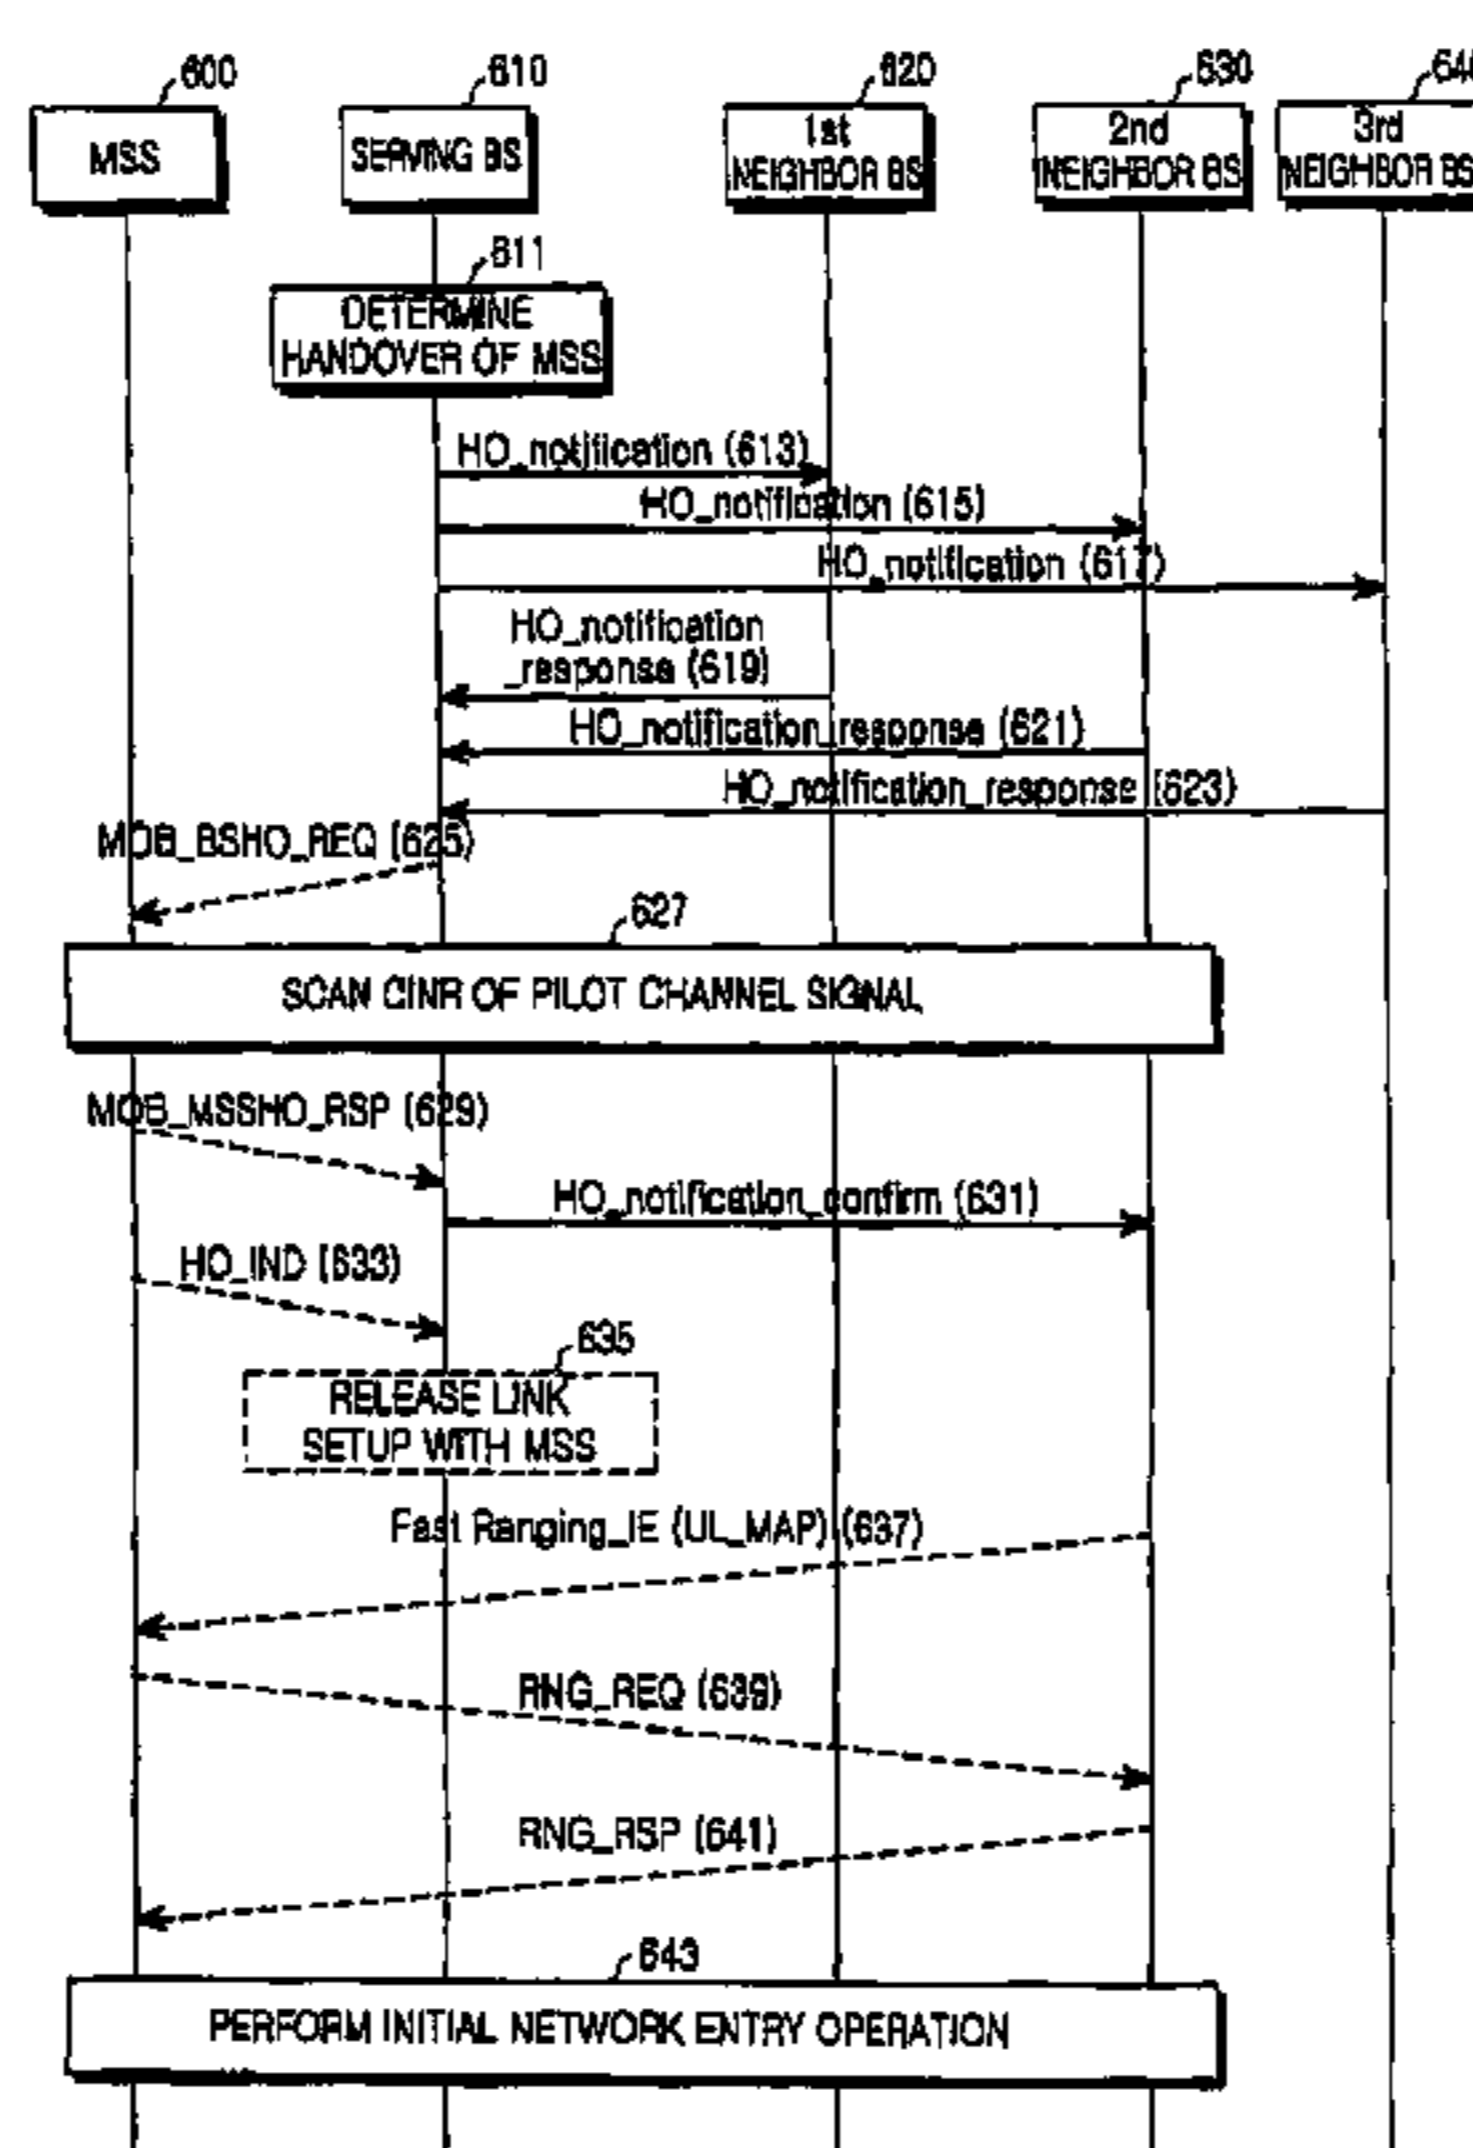 600
610
620
630
MSS
SERVING BS
1st
NEIGHBOR BS
2nd
NEIGHBOR BS
3rd
NEIGHBOR BS
611
DETERMINE
HANDOVER OF MSS
HO_notification (613)
HO_notification (615)
HO_notification (617)
HO_notification
_response (619)
HO_notification_response (621)
HO_notification_response (623)
MOB_BSHO_REQ (625)
627
SCAN CINR OF PILOT CHANNEL SIGNAL
MOB_MSSHO_RSP (629)
HO_notification_confirm (631)
HO_IND (633)
635
RELEASE LINK
SETUP WITH MSS
Fast Ranging_IE (UL_MAP) (637)
RNG_REQ (639)
RNG_RSP (641)
643
PERFORM INITIAL NETWORK ENTRY OPERATION